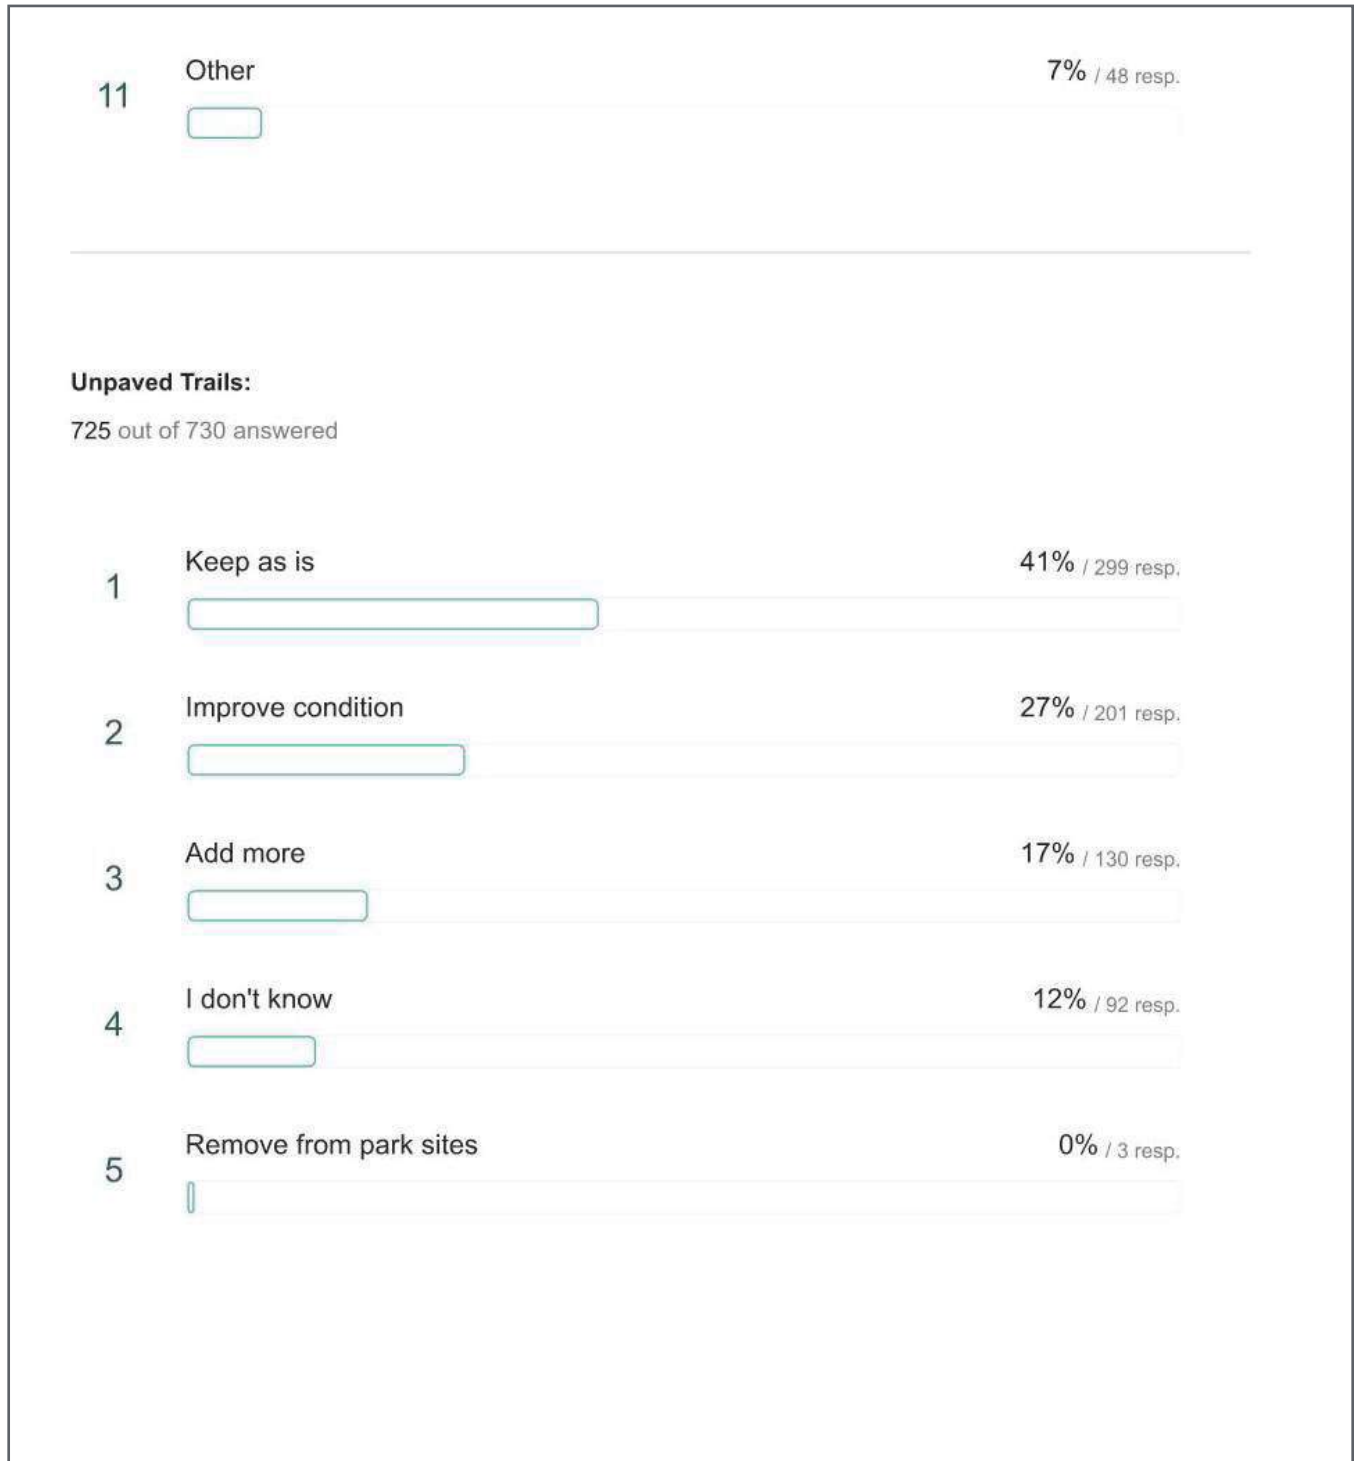 Other 7% / 48 resp.
11
Unpaved Trails:
725 out of 730 answered
Keep as is 41% / 299 resp.
1
Improve condition 27% / 201 resp.
2
Add more 17% / 130 resp.
3
I don't know 12% / 92 resp.
4
Remove from park sites 0% / 3 resp.
5